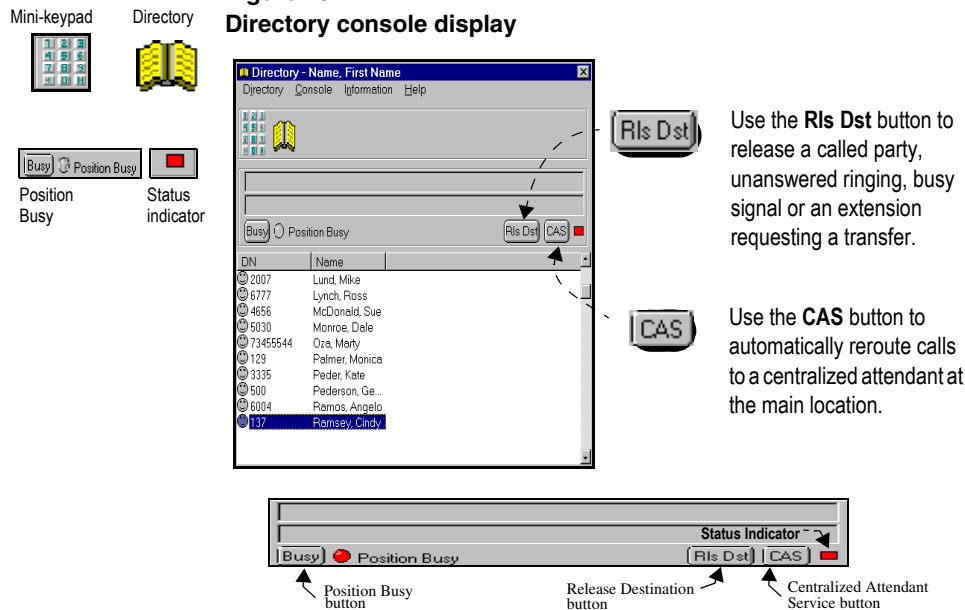 Mini-keypad
Directory
Directory console display
Busy Position Busy
Position
Busy
Status
indicator
Directory - Name, First Name
Directory Console Information Help
Busy Position Busy
Rls Dst CAS
DN Name
2007 Lund, Mike
6777 Lynch, Ross
4656 McDonald, Sue
5030 Monroe, Dale
73455544 Oza, Marty
129 Palmer, Monica
3335 Peder, Kate
500 Pederson, Ge...
6004 Ramos, Angelo
137 Ramsey, Cindy
Rls Dst
Use the Rls Dst button to
release a called party,
unanswered ringing, busy
signal or an extension
requesting a transfer.
CAS
Use the CAS button to
automatically reroute calls
to a centralized attendant at
the main location.
Status Indicator
Busy Position Busy
Rls Dst CAS
Position Busy
button
Release Destination
button
Centralized Attendant
Service button